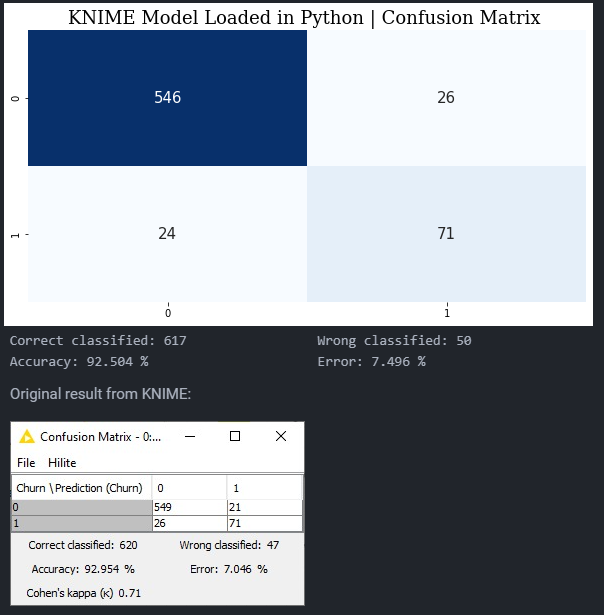 KNIME Model Loaded in Python | Confusion Matrix
0 546 26
1 24 71
0 1
Correct classified: 617 Wrong classified: 50
Accuracy: 92.504 % Error: 7.496 %
Original result from KNIME:
Confusion Matrix - 0:...
File Hilite
Churn \ Prediction (Churn) 0 1
0 549 21
1 26 71
Correct classified: 620 Wrong classified: 47
Accuracy: 92.954 % Error: 7.046 %
Cohen's kappa (κ) 0.71